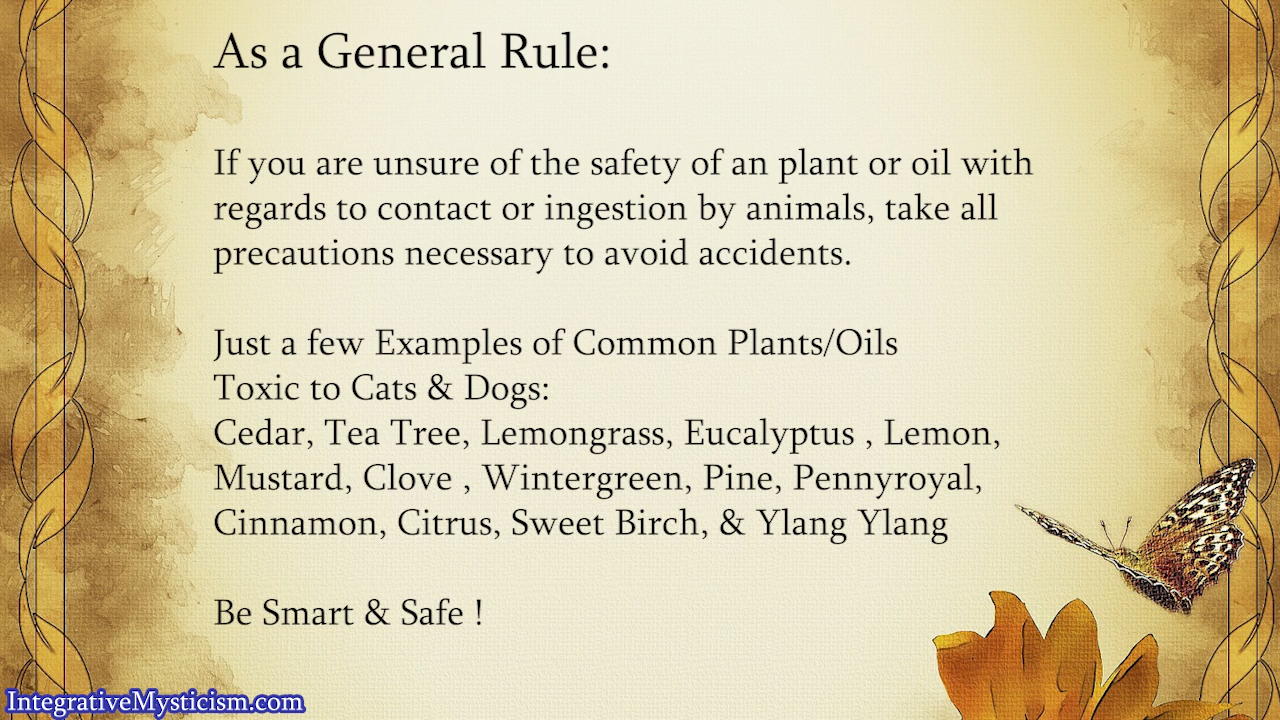 As a General Rule:
If you are unsure of the safety of an plant or oil with
regards to contact or ingestion by animals, take all
precautions necessary to avoid accidents.
Just a few Examples of Common Plants/Oils
Toxic to Cats & Dogs:
Cedar, Tea Tree, Lemongrass, Eucalyptus , Lemon,
Mustard, Clove , Wintergreen, Pine, Pennyroyal,
Cinnamon, Citrus, Sweet Birch, & Ylang Ylang
Be Smart & Safe !
IntegrativeMysticism.com